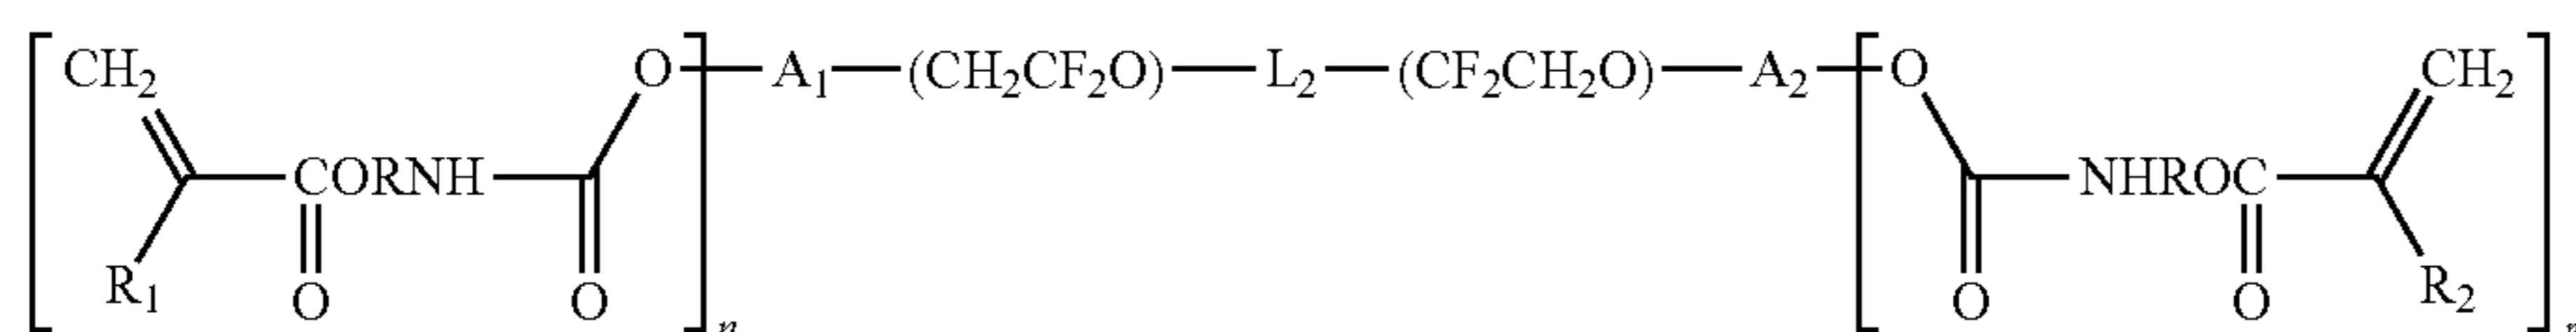 CH2 O A1 (CH2CF2O) L2 (CF2CH2O) A2 O CH2
CORNH NHROC
R1 O O n O O R2